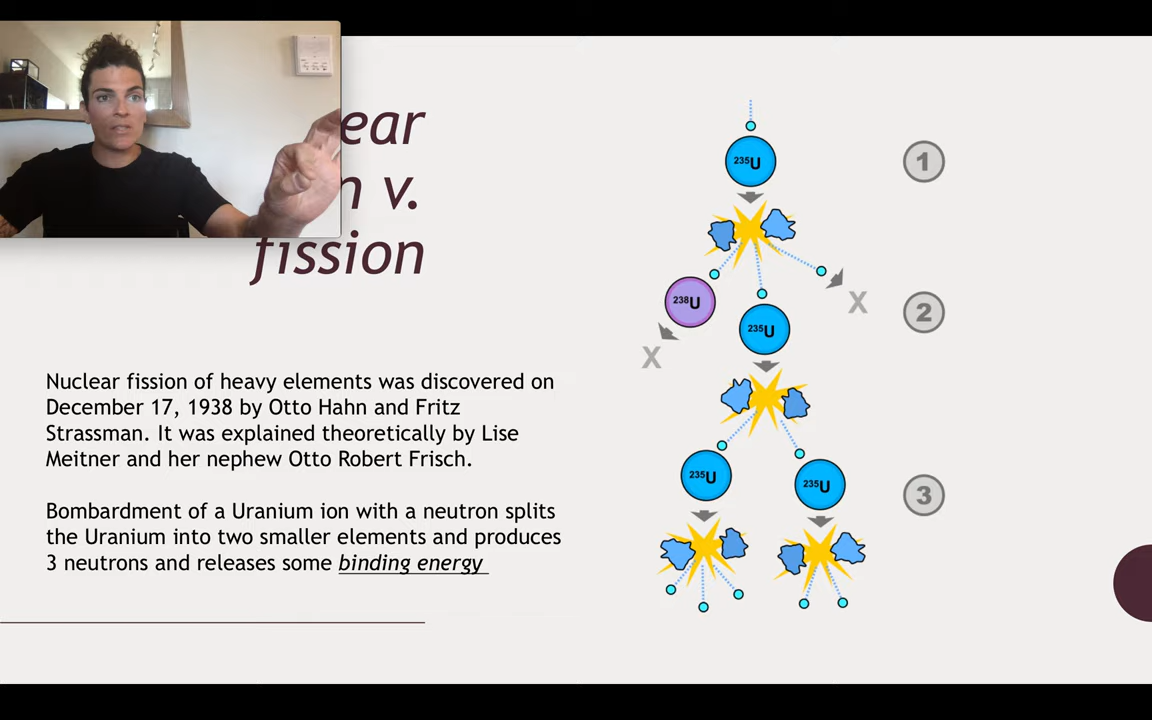 ear
n v.
fission
Nuclear fission of heavy elements was discovered on
December 17, 1938 by Otto Hahn and Fritz
Strassman. It was explained theoretically by Lise
Meitner and her nephew Otto Robert Frisch.
Bombardment of a Uranium ion with a neutron splits
the Uranium into two smaller elements and produces
3 neutrons and releases some binding energy
235U
1
238U
X
235U
X
2
235U
235U
3